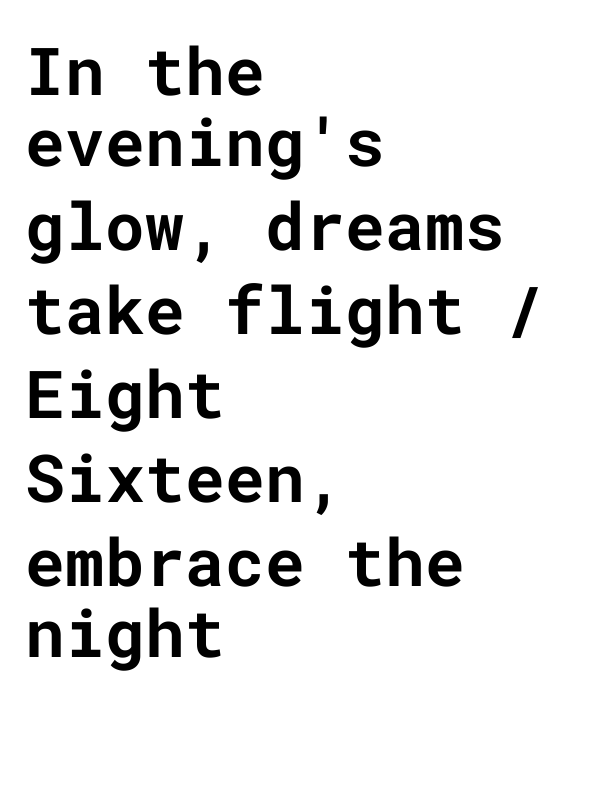 In the
evening's
glow, dreams
take flight /
Eight
Sixteen,
embrace the
night